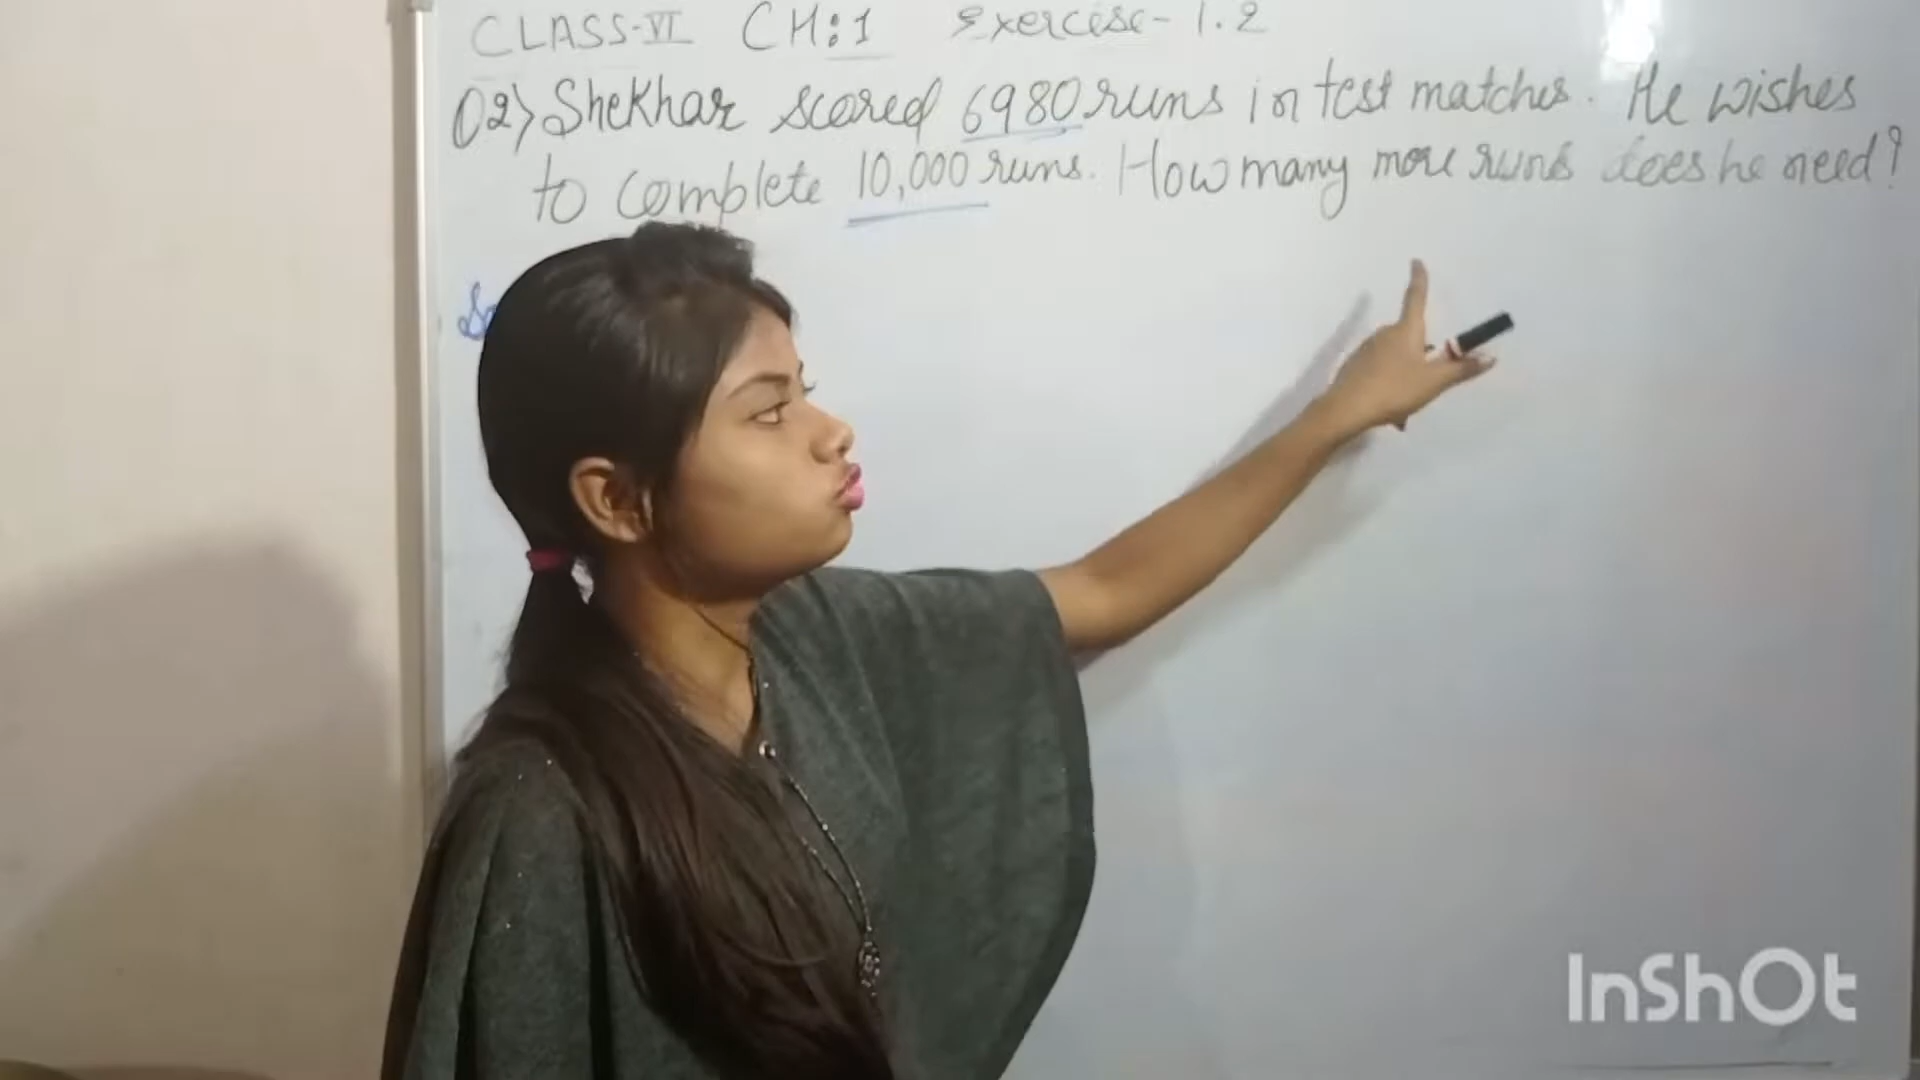 CLASS-VI CH:1 Exercise-1.2
Q2) Shekhar scored 6980 runs in test matches. He wishes
to complete 10,000 runs. How many more runs does he need?
InShOt